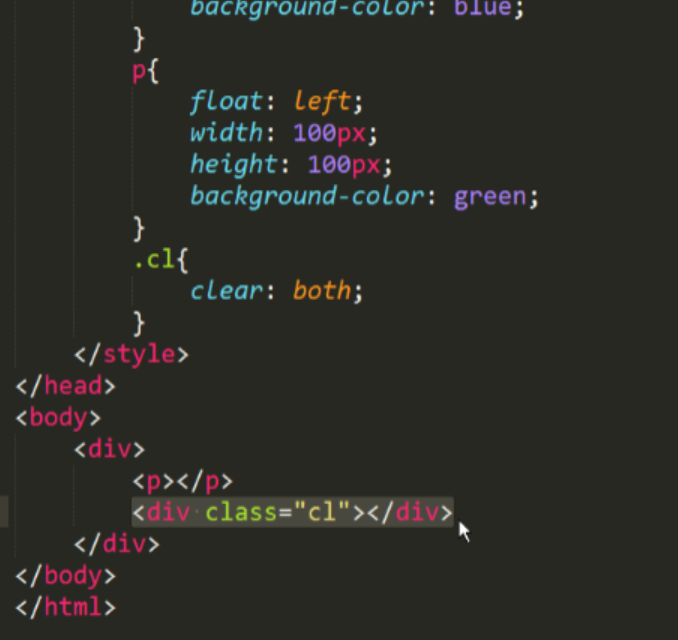 background-color: blue;
}
p{
float: left;
width: 100px;
height: 100px;
background-color: green;
}
.cl{
clear: both;
}
</style>
</head>
<body>
<div>
<p></p>
<div class="cl"></div>
</div>
</body>
</html>